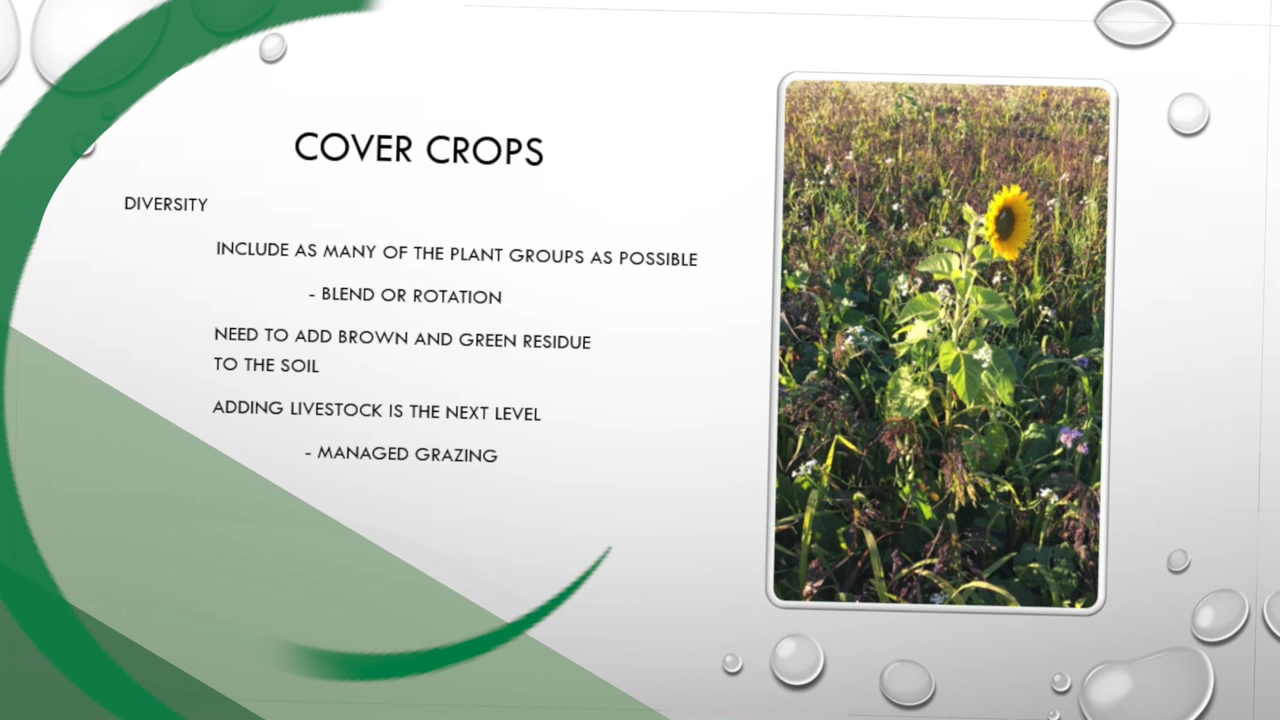 COVER CROPS
DIVERSITY
INCLUDE AS MANY OF THE PLANT GROUPS AS POSSIBLE
- BLEND OR ROTATION
NEED TO ADD BROWN AND GREEN RESIDUE
TO THE SOIL
ADDING LIVESTOCK IS THE NEXT LEVEL
- MANAGED GRAZING